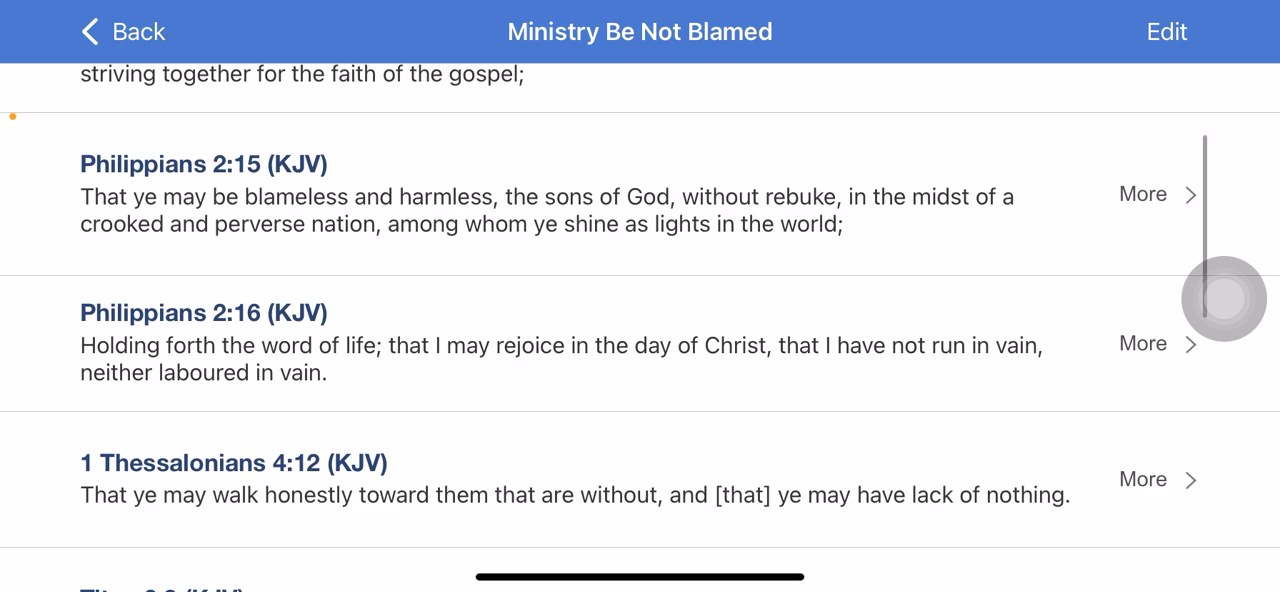 Back
Ministry Be Not Blamed
Edit
striving together for the faith of the gospel;
Philippians 2:15 (KJV)
That ye may be blameless and harmless, the sons of God, without rebuke, in the midst of a
crooked and perverse nation, among whom ye shine as lights in the world;
More
Philippians 2:16 (KJV)
Holding forth the word of life; that I may rejoice in the day of Christ, that I have not run in vain,
neither laboured in vain.
More
1 Thessalonians 4:12 (KJV)
That ye may walk honestly toward them that are without, and [that] ye may have lack of nothing.
More